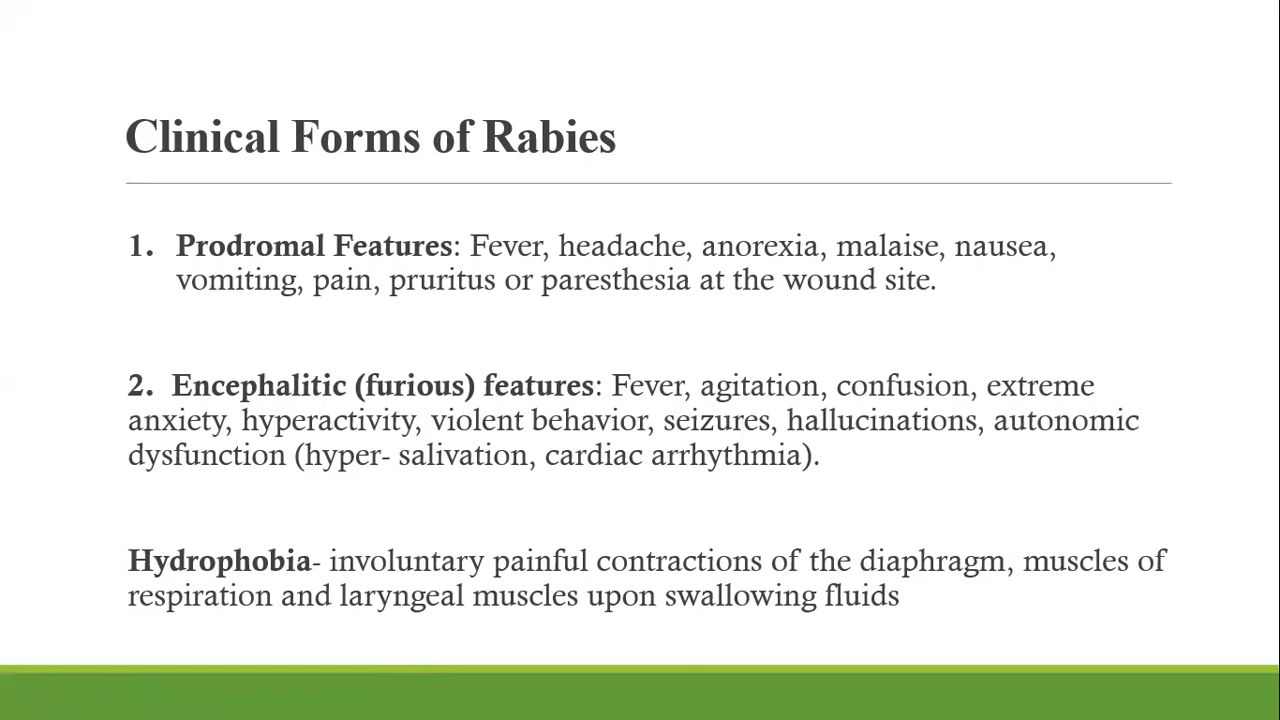 Clinical Forms of Rabies
1. Prodromal Features: Fever, headache, anorexia, malaise, nausea,
vomiting, pain, pruritus or paresthesia at the wound site.
2. Encephalitic (furious) features: Fever, agitation, confusion, extreme
anxiety, hyperactivity, violent behavior, seizures, hallucinations, autonomic
dysfunction (hyper- salivation, cardiac arrhythmia).
Hydrophobia- involuntary painful contractions of the diaphragm, muscles of
respiration and laryngeal muscles upon swallowing fluids